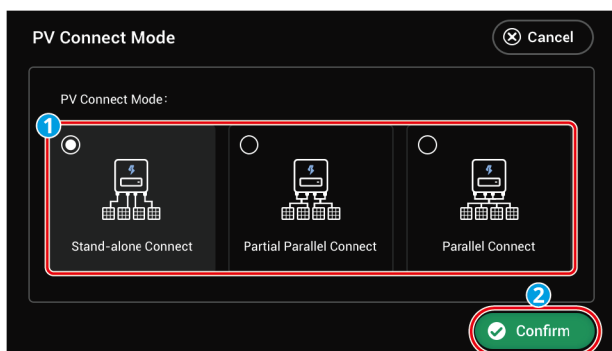 PV Connect Mode
Cancel
PV Connect Mode:
1
Stand-alone Connect
Partial Parallel Connect
Parallel Connect
2
Confirm